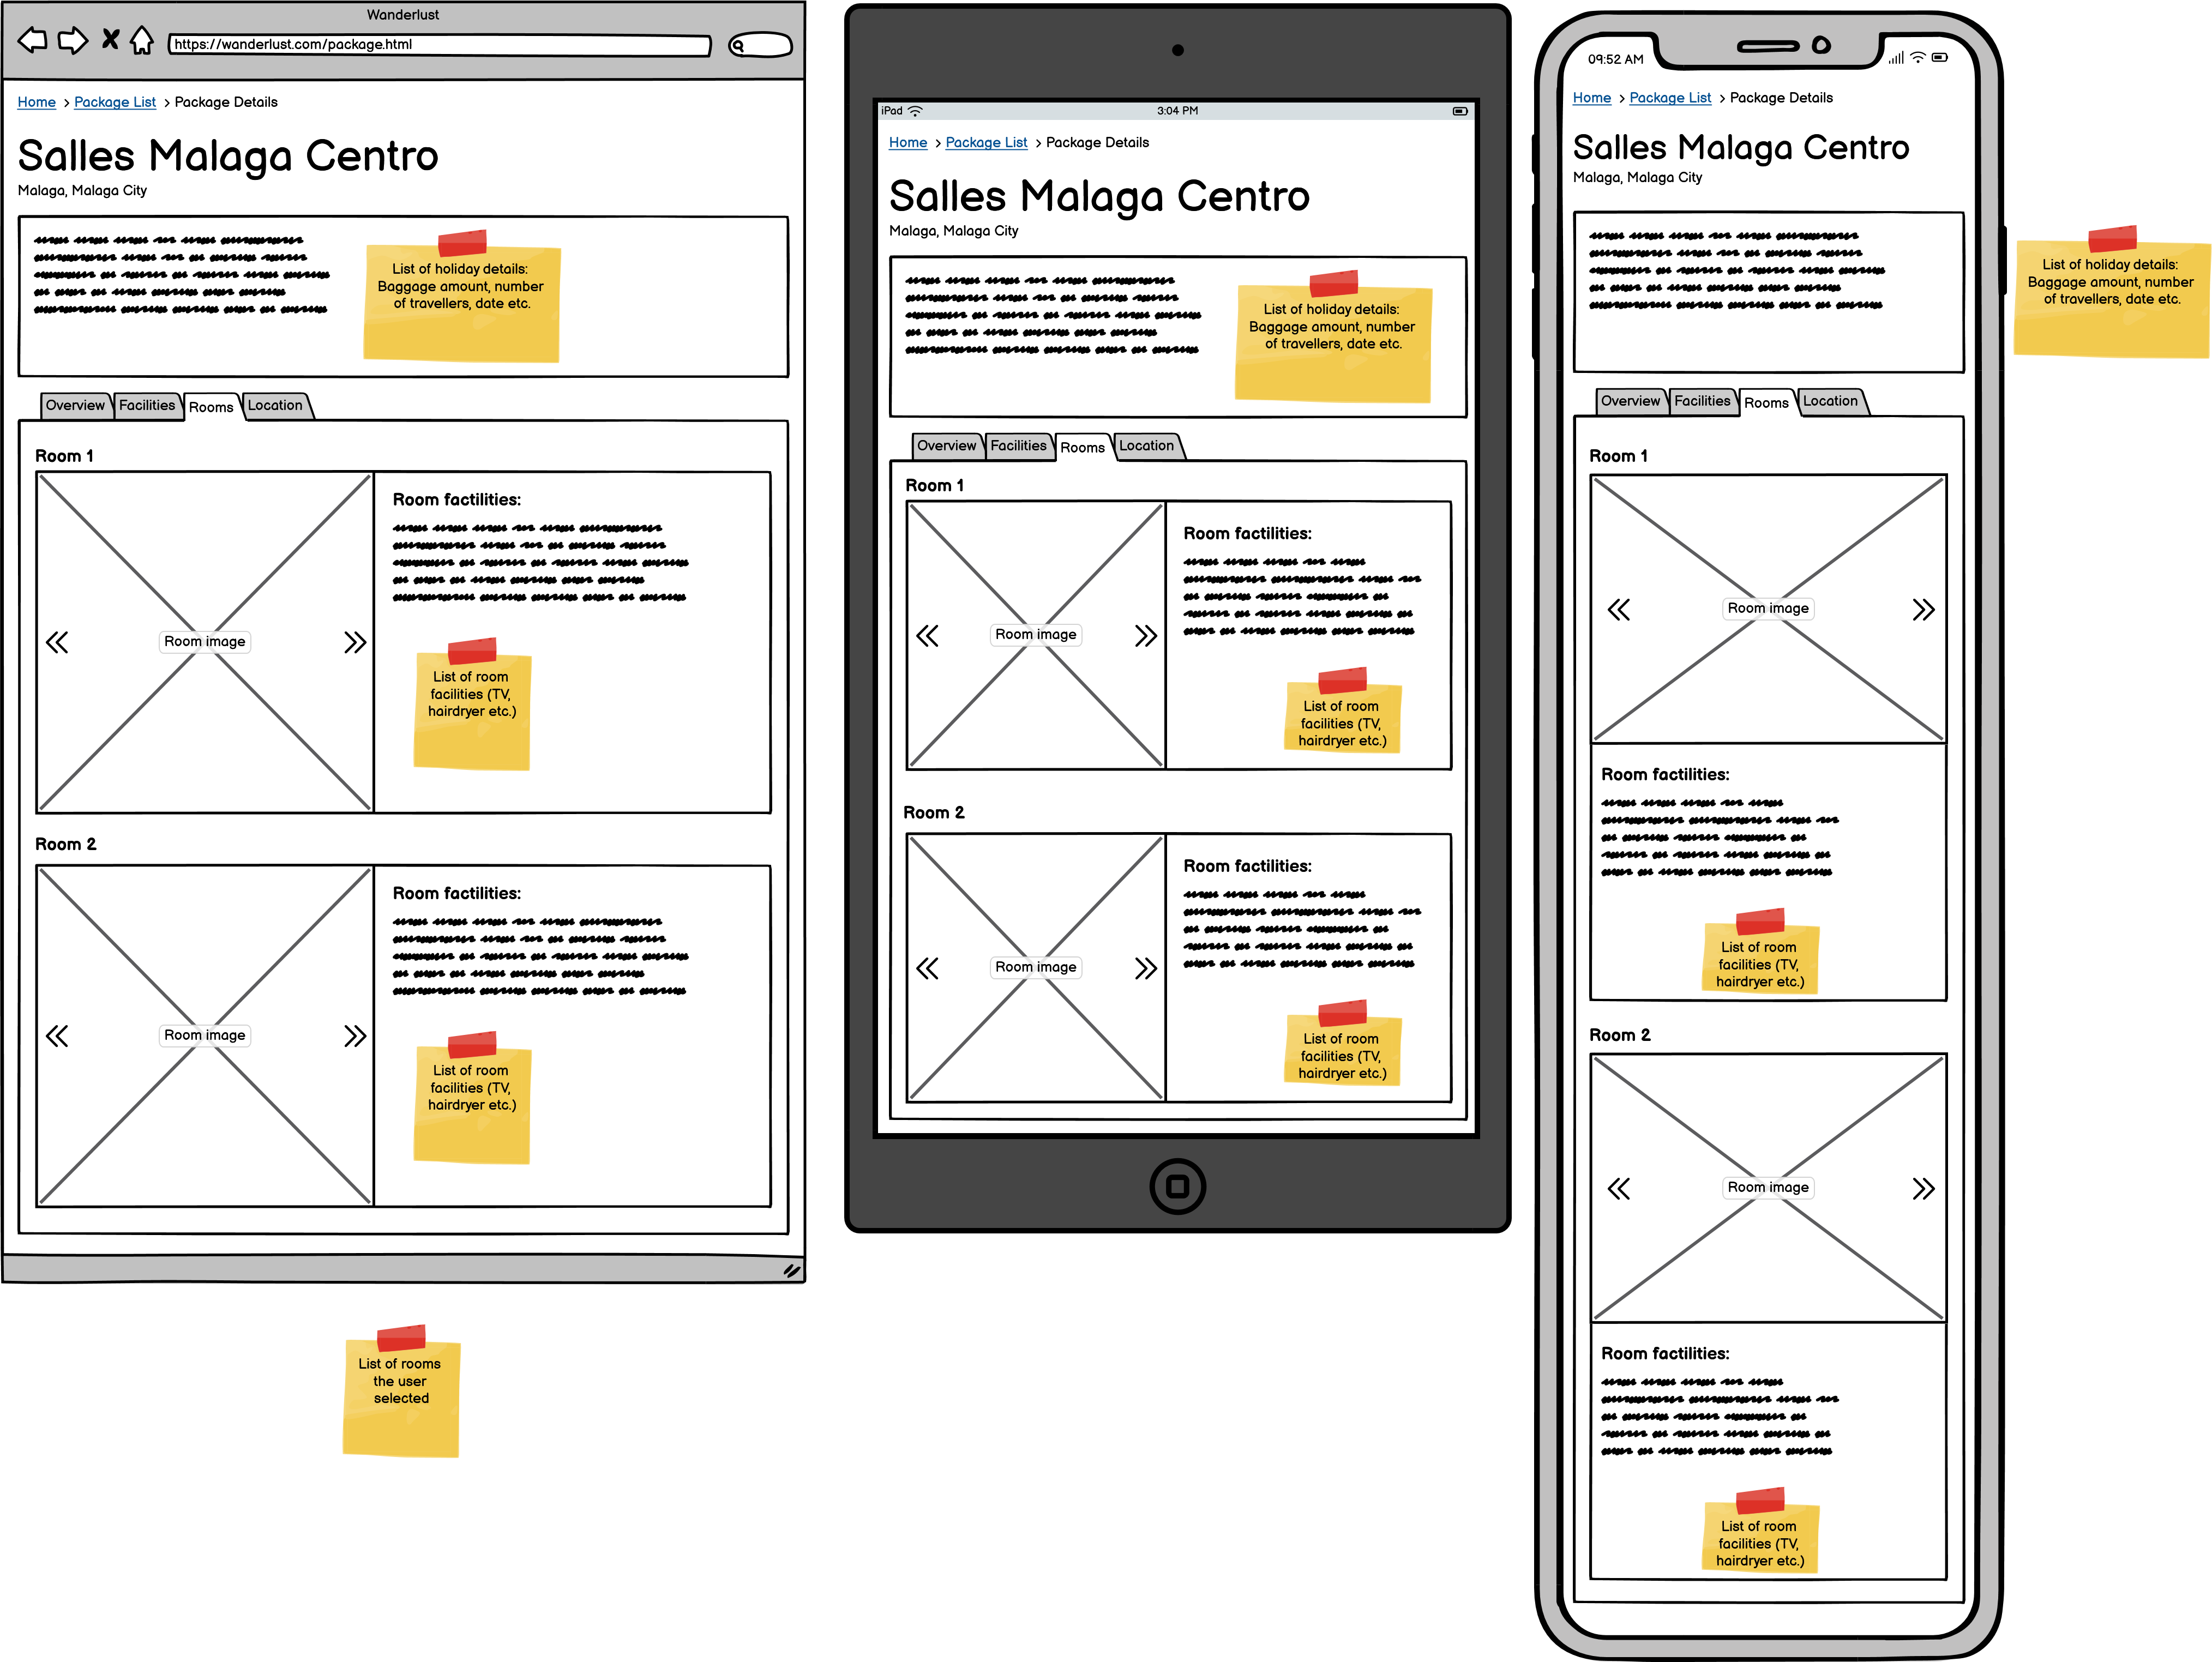 Wanderlust
https://wanderlust.com/package.html
Home > Package List > Package Details
Salles Malaga Centro
Malaga, Malaga City
List of holiday details:
Baggage amount, number
of travellers, date etc.
Overview Facilities Rooms Location
Room 1
Room image
Room factilities:
List of room
facilities (TV,
hairdryer etc.)
Room 2
Room image
Room factilities:
List of room
facilities (TV,
hairdryer etc.)
List of rooms
the user
selected
iPad 3:04 PM
Home > Package List > Package Details
Salles Malaga Centro
Malaga, Malaga City
List of holiday details:
Baggage amount, number
of travellers, date etc.
Overview Facilities Rooms Location
Room 1
Room image
Room factilities:
List of room
facilities (TV,
hairdryer etc.)
Room 2
Room image
Room factilities:
List of room
facilities (TV,
hairdryer etc.)
09:52 AM
Home > Package List > Package Details
Salles Malaga Centro
Malaga, Malaga City
List of holiday details:
Baggage amount, number
of travellers, date etc.
Overview Facilities Rooms Location
Room 1
Room image
Room factilities:
List of room
facilities (TV,
hairdryer etc.)
Room 2
Room image
Room factilities:
List of room
facilities (TV,
hairdryer etc.)